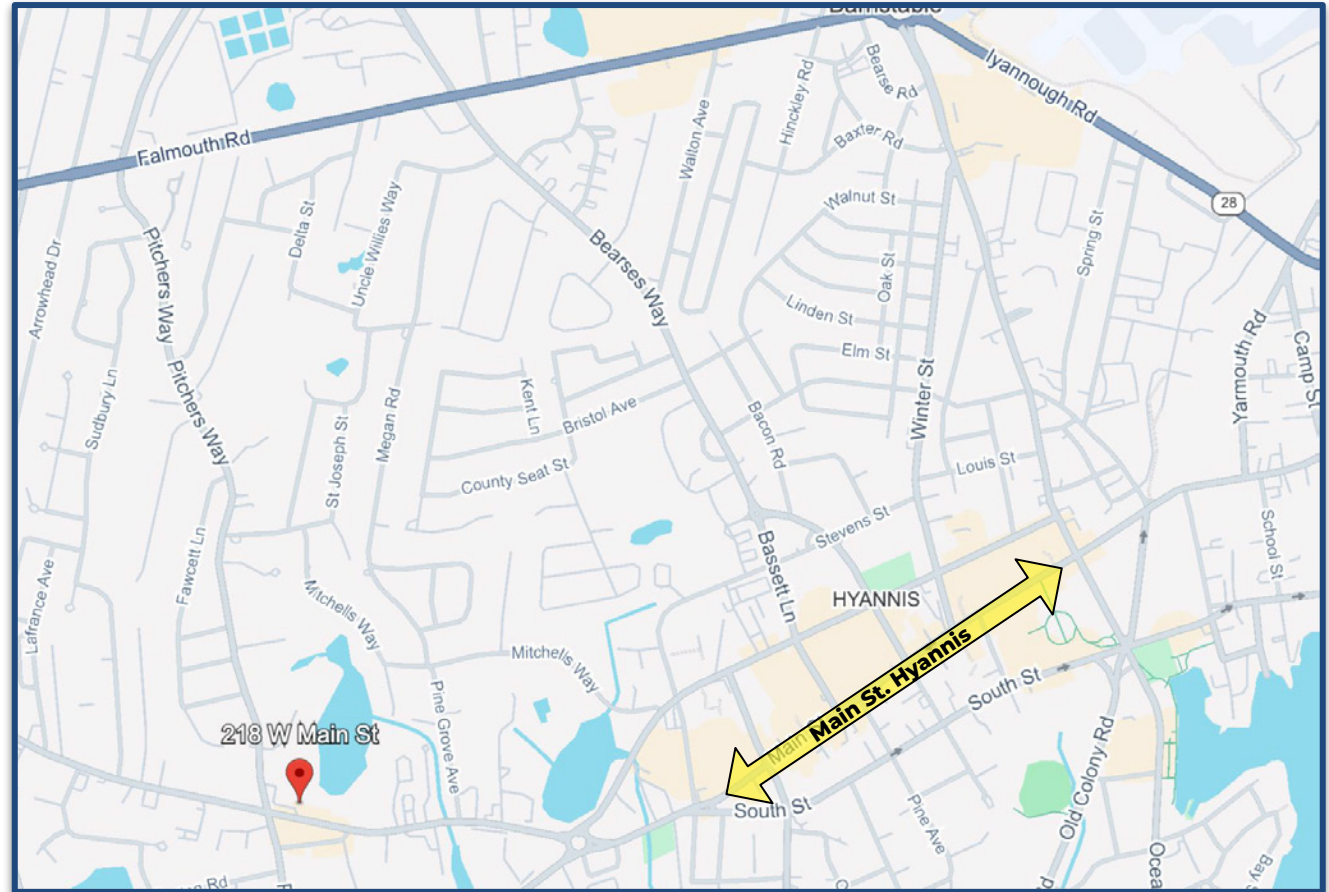 Barnstable
Iyannough Rd
Bearse Rd
Hinckley Rd
Walton Ave
Baxter Rd
Falmouth Rd
Walnut St
28
Delta St
Uncle Willies Way
Spring St
Arrowhead Dr
Pitchers Way
Bearses Way
Oak St
Linden St
Yarmouth Rd
Camp St
Elm St
Pitchers Way
Sudbury Ln
Kent Ln
Winter St
Bristol Ave
Bacon Rd
Megan Rd
St Joseph St
County Seat St
Louis St
Stevens St
School St
Fawcett Ln
Bassett Ln
Lafrance Ave
Mitchells Way
HYANNIS
Main St. Hyannis
Mitchells Way
South St
Pine Grove Ave
218 W Main St
Main
Old Colony Rd
South St
Pine Ave
Ocea
Bay
Rd